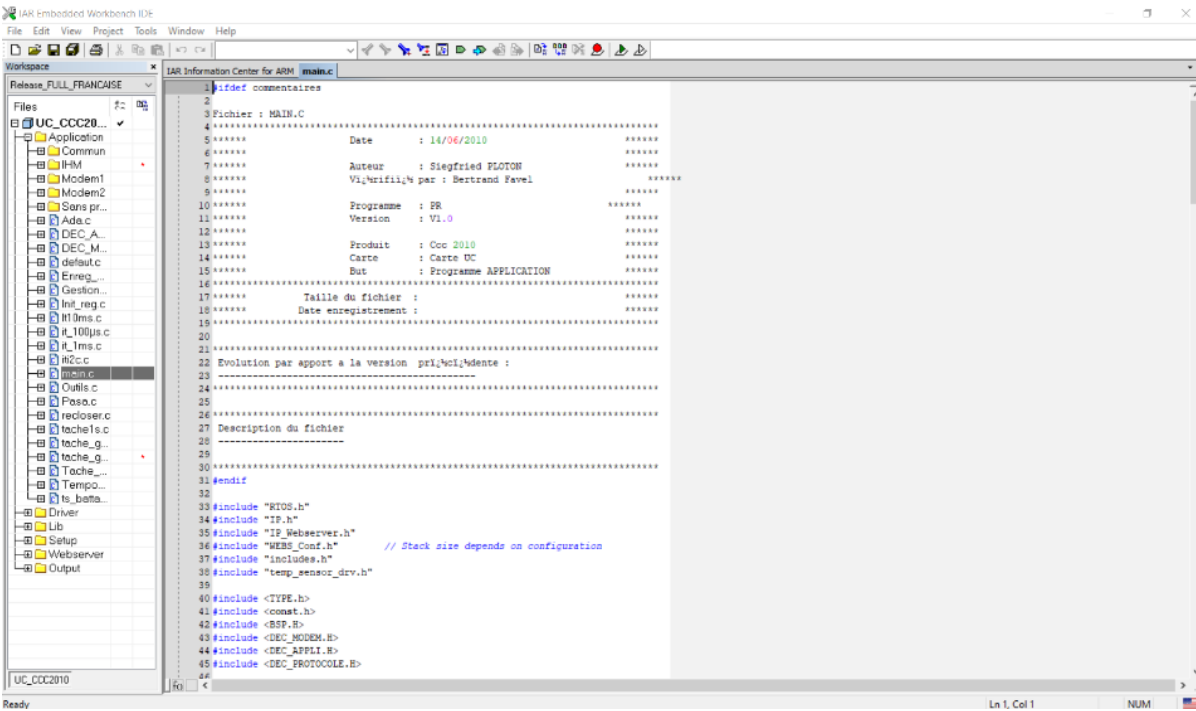 IAR Embedded Workbench IDE
File Edit View Project Tools Window Help
Workspace
IAR Information Center for ARM main.c
Release_FULL_FRANCAISE
Files
UC_CCC20...
Application
Commun
IHM
Modem1
Modem2
Sans pr...
Ada.c
DEC_A...
DEC_M...
defaut.c
Enreg_...
Gestion...
Init_reg.c
It10ms.c
it_100µs.c
it_1ms.c
iti2c.c
main.c
Outils.c
Pasa.c
recloser.c
tache1s.c
tache_g...
tache_g...
Tache_...
Tempo...
ts_batta...
Driver
Lib
Setup
Webserver
Output
UC_CCC2010
1 #ifdef commentaires
2
3 Fichier : MAIN.C
4 *****************************************************************************
5 ****** Date : 14/06/2010 ******
6 ****** ******
7 ****** Auteur : Siegfried PLOTON ******
8 ****** Vï¿½rifiï¿½ par : Bertrand Favel ******
9 ****** ******
10 ****** Programme : PR ******
11 ****** Version : V1.0 ******
12 ****** ******
13 ****** Produit : Ccc 2010 ******
14 ****** Carte : Carte UC ******
15 ****** But : Programme APPLICATION ******
16 *****************************************************************************
17 ****** Taille du fichier : ******
18 ****** Date enregistrement : ******
19 *****************************************************************************
20
21 *****************************************************************************
22 Evolution par apport a la version prï¿½cï¿½dente :
23 ---------------------------------------------
24 *****************************************************************************
25
26 *****************************************************************************
27 Description du fichier
28 ----------------------
29
30 *****************************************************************************
31 #endif
32
33 #include "RTOS.h"
34 #include "IP.h"
35 #include "IP_Webserver.h"
36 #include "WEBS_Conf.h" // Stack size depends on configuration
37 #include "includes.h"
38 #include "temp_sensor_drv.h"
39
40 #include <TYPE.h>
41 #include <const.h>
42 #include <BSP.H>
43 #include <DEC_MODEM.H>
44 #include <DEC_APPLI.H>
45 #include <DEC_PROTOCOLE.H>
46
Ready
Ln 1, Col 1
NUM